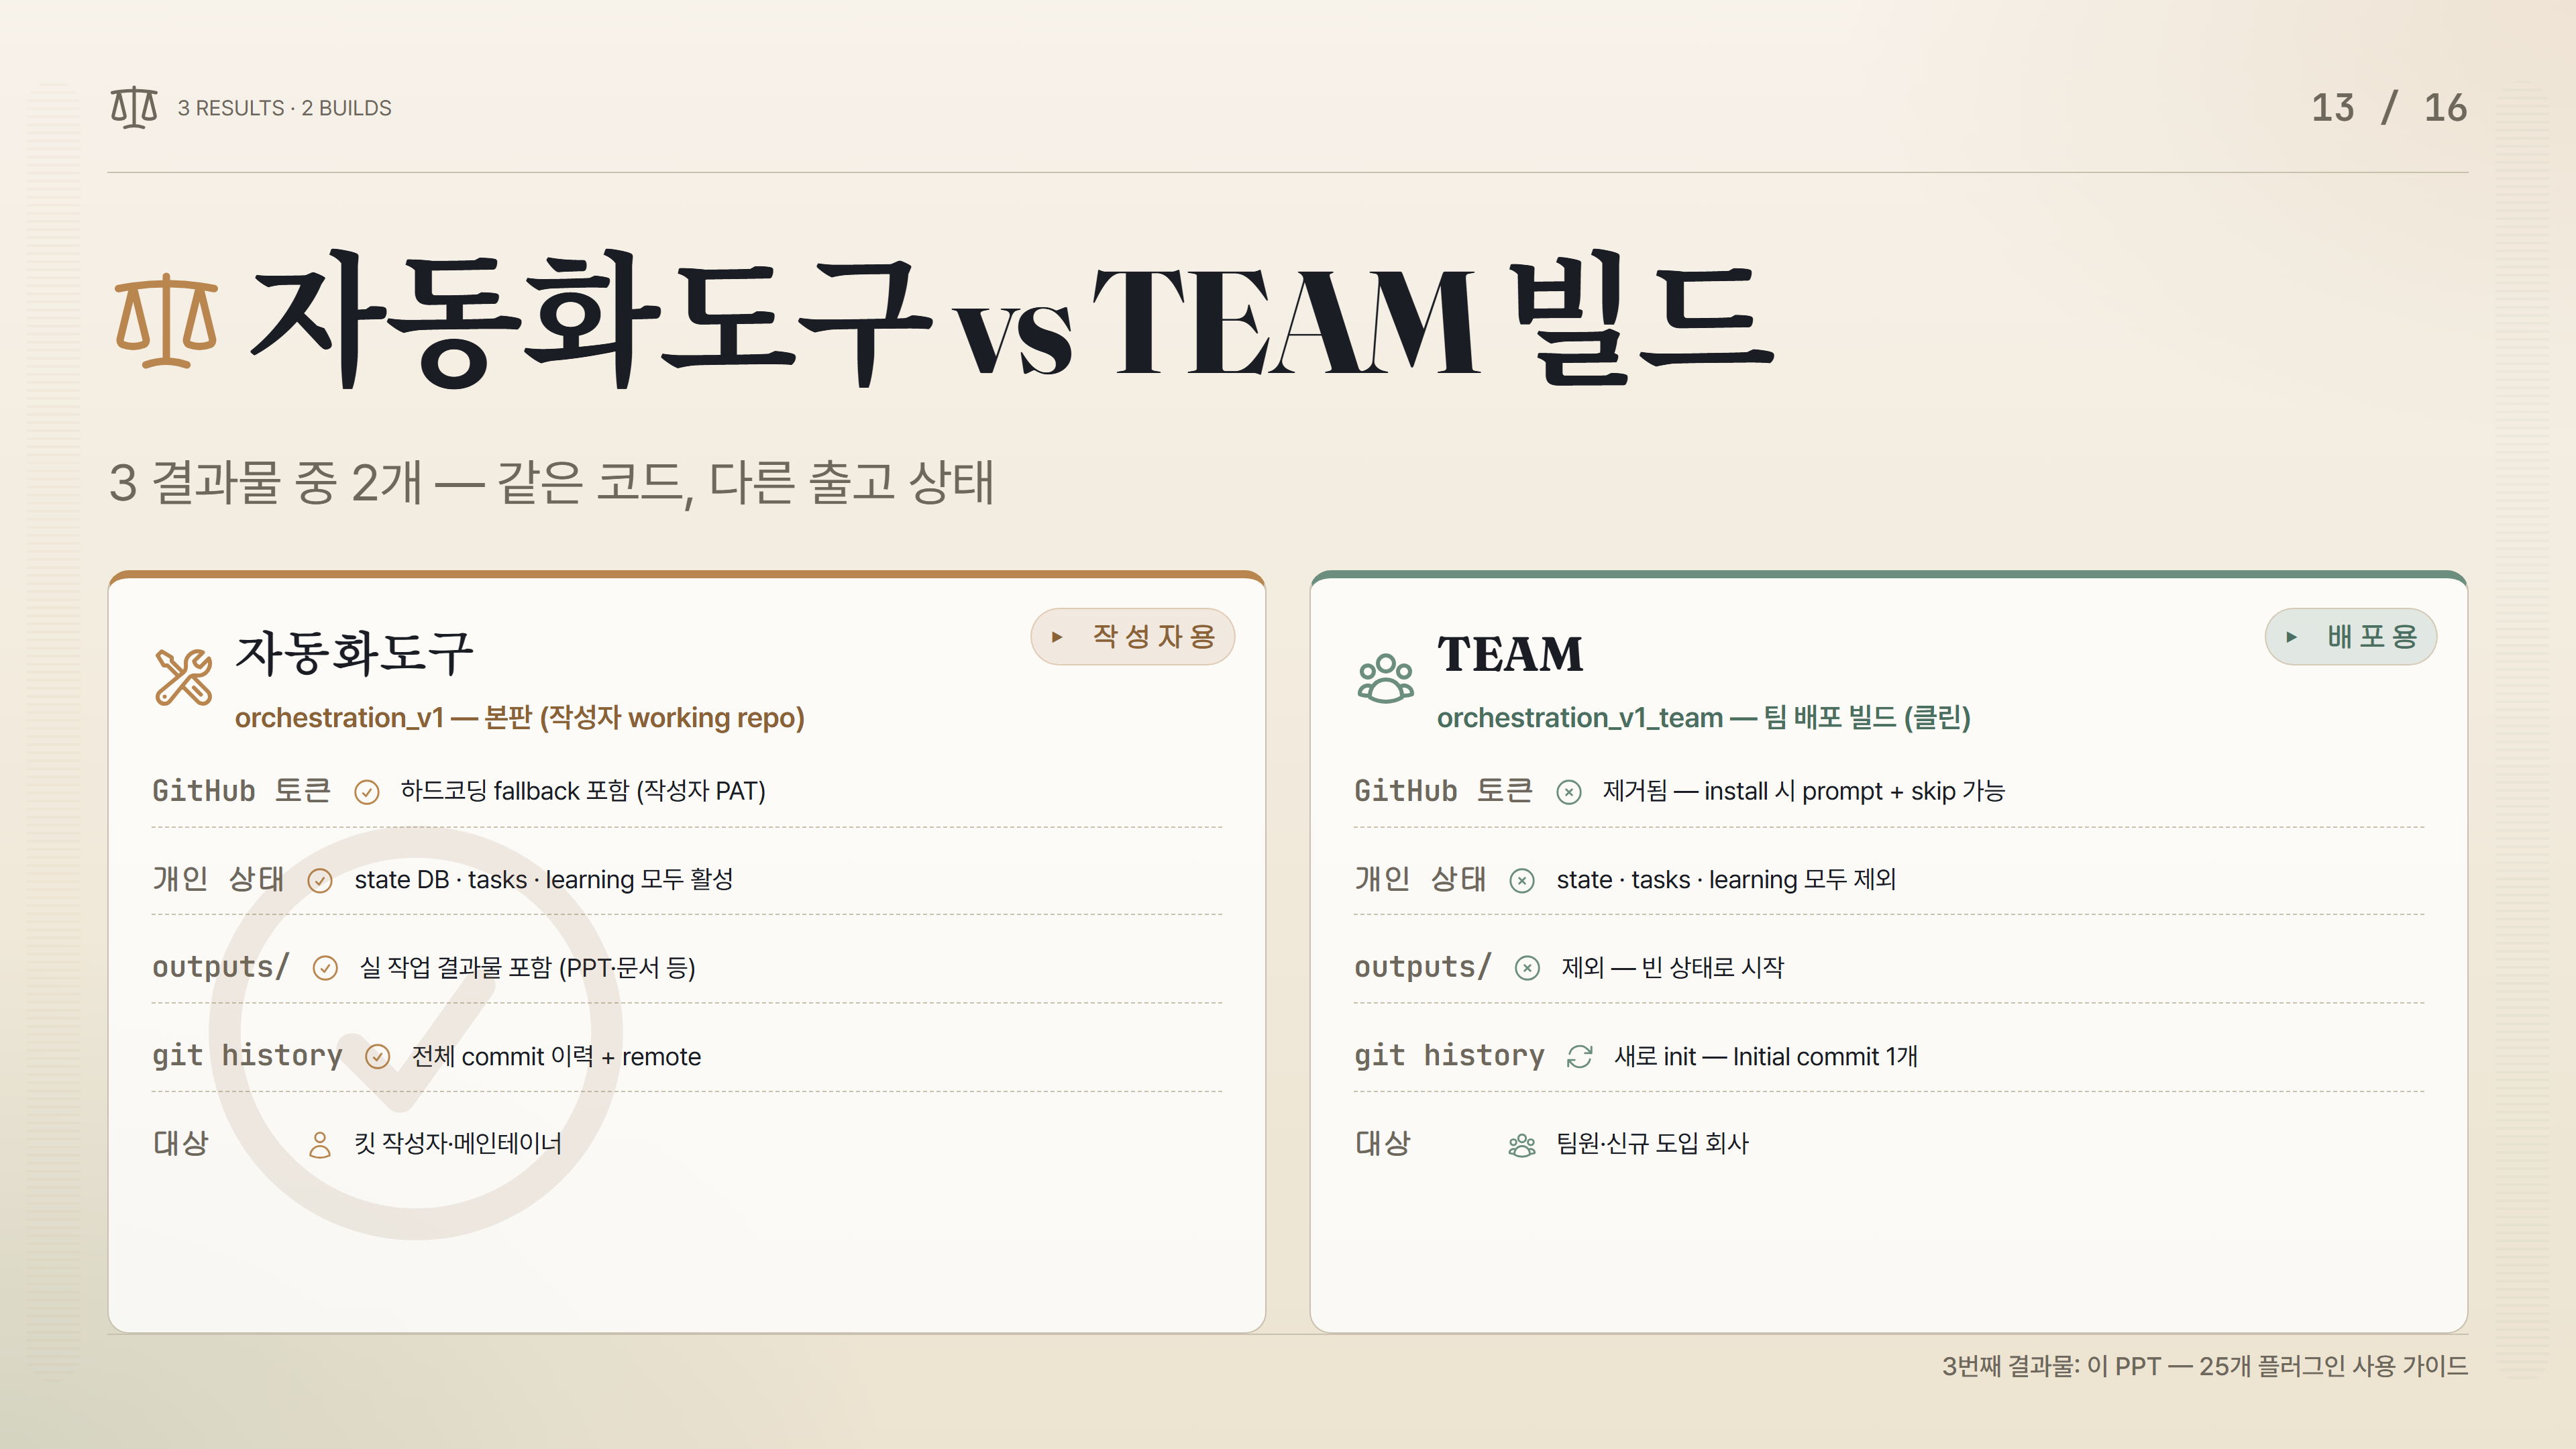 3 RESULTS · 2 BUILDS
13 / 16
자동화도구 vs TEAM 빌드
3 결과물 중 2개 — 같은 코드, 다른 출고 상태
자동화도구
▸ 작성자용
orchestration_v1 — 본판 (작성자 working repo)
GitHub 토큰 하드코딩 fallback 포함 (작성자 PAT)
개인 상태 state DB · tasks · learning 모두 활성
outputs/ 실 작업 결과물 포함 (PPT·문서 등)
git history 전체 commit 이력 + remote
대상 킷 작성자·메인테이너
TEAM
▸ 배포용
orchestration_v1_team — 팀 배포 빌드 (클린)
GitHub 토큰 제거됨 — install 시 prompt + skip 가능
개인 상태 state · tasks · learning 모두 제외
outputs/ 제외 — 빈 상태로 시작
git history 새로 init — Initial commit 1개
대상 팀원·신규 도입 회사
3번째 결과물: 이 PPT — 25개 플러그인 사용 가이드